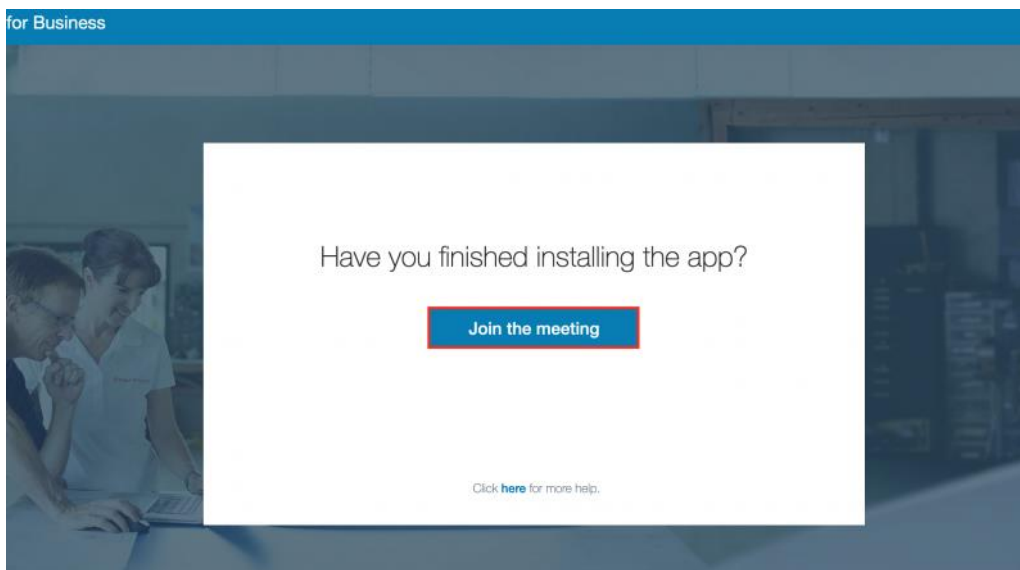 for Business
Have you finished installing the app?
Join the meeting
Click here for more help.